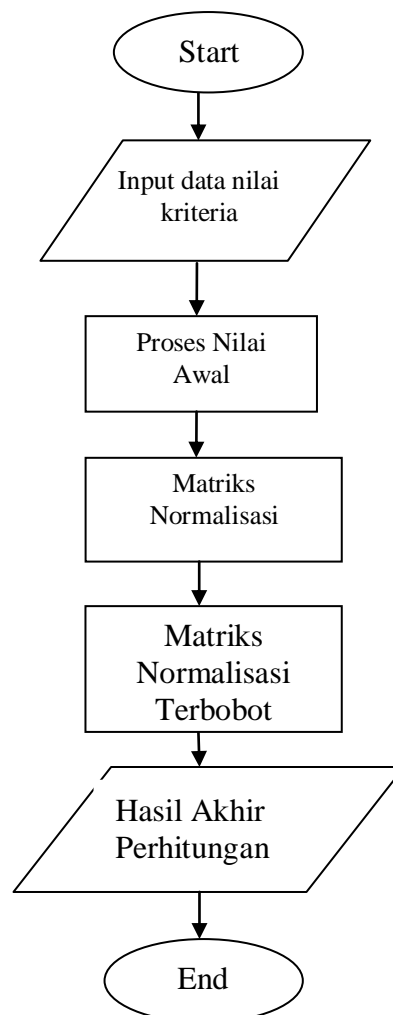 Start
Input data nilai
kriteria
Proses Nilai
Awal
Matriks
Normalisasi
Matriks
Normalisasi
Terbobot
Hasil Akhir
Perhitungan
End